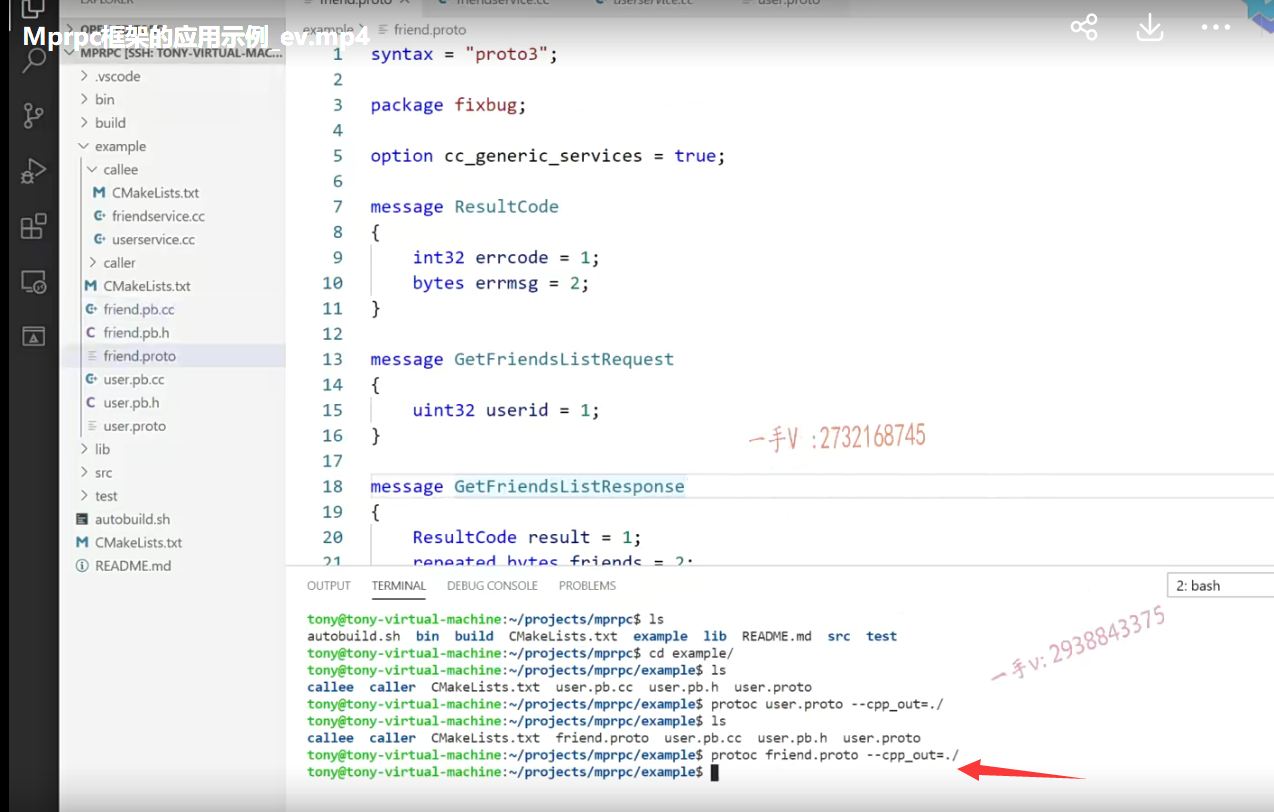 EXPLORER
friend.proto
friendservice.cc
userservice.cc
user.proto
Mprpc框架的应用示例_ev.mp4
example > friend.proto
MPRPC [SSH: TONY-VIRTUAL-MAC...
.vscode
bin
build
example
callee
CMakeLists.txt
friendservice.cc
userservice.cc
caller
CMakeLists.txt
friend.pb.cc
friend.pb.h
friend.proto
user.pb.cc
user.pb.h
user.proto
lib
src
test
autobuild.sh
CMakeLists.txt
README.md
1 syntax = "proto3";
2
3 package fixbug;
4
5 option cc_generic_services = true;
6
7 message ResultCode
8 {
9 int32 errcode = 1;
10 bytes errmsg = 2;
11 }
12
13 message GetFriendsListRequest
14 {
15 uint32 userid = 1;
16 }
17
18 message GetFriendsListResponse
19 {
20 ResultCode result = 1;
21 repeated bytes friends = 2;
一手V :2732168745
OUTPUT TERMINAL DEBUG CONSOLE PROBLEMS
2: bash
tony@tony-virtual-machine:~/projects/mprpc$ ls
autobuild.sh bin build CMakeLists.txt example lib README.md src test
tony@tony-virtual-machine:~/projects/mprpc$ cd example/
tony@tony-virtual-machine:~/projects/mprpc/example$ ls
callee caller CMakeLists.txt user.pb.cc user.pb.h user.proto
tony@tony-virtual-machine:~/projects/mprpc/example$ protoc user.proto --cpp_out=./
tony@tony-virtual-machine:~/projects/mprpc/example$ ls
callee caller CMakeLists.txt friend.proto user.pb.cc user.pb.h user.proto
tony@tony-virtual-machine:~/projects/mprpc/example$ protoc friend.proto --cpp_out=./
tony@tony-virtual-machine:~/projects/mprpc/example$
一手v: 2938843375